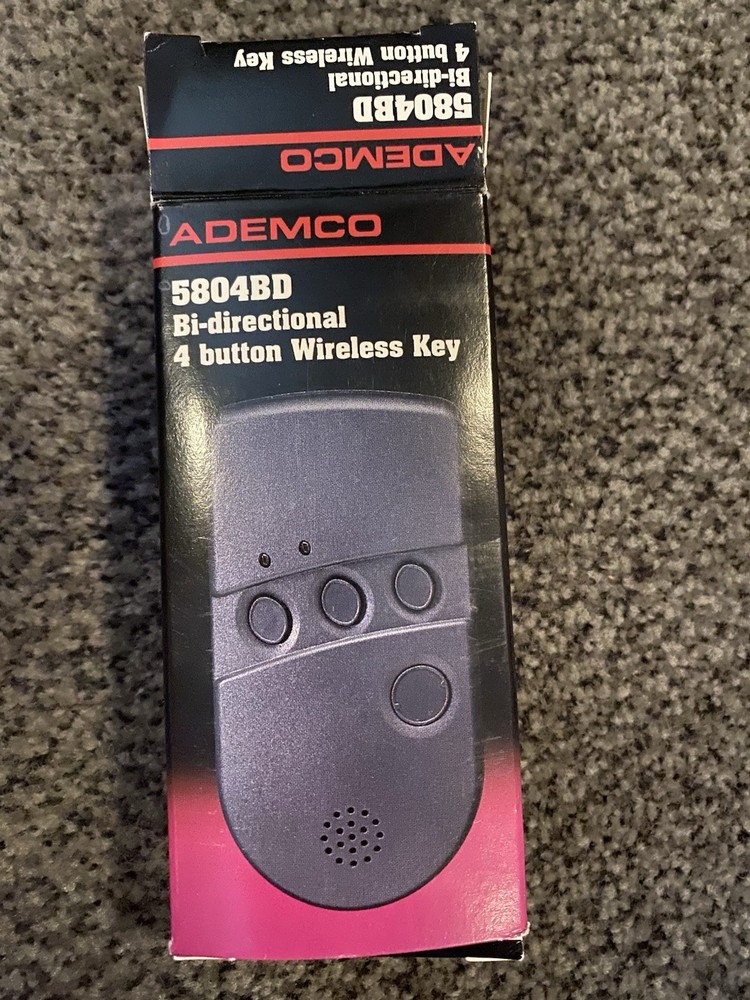 4 button Wireless Key
Bi-directional
5804BD
ADEMCO
ADEMCO
5804BD
Bi-directional
4 button Wireless Key